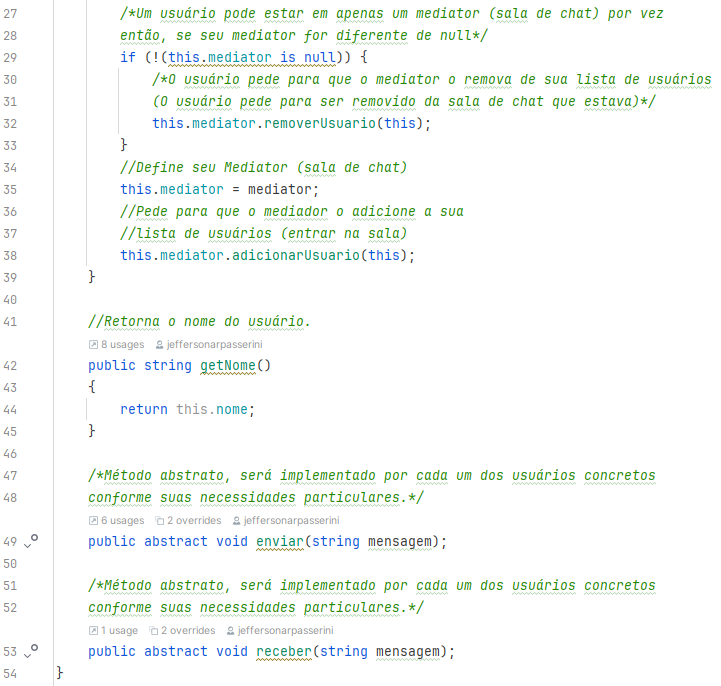 27 /*Um usuário pode estar em apenas um mediator (sala de chat) por vez
28 então, se seu mediator for diferente de null*/
29 if (!(this.mediator is null)) {
30 /*O usuário pede para que o mediator o remova de sua lista de usuários
31 (O usuário pede para ser removido da sala de chat que estava)*/
32 this.mediator.removerUsuario(this);
33 }
34 //Define seu Mediator (sala de chat)
35 this.mediator = mediator;
36 //Pede para que o mediador o adicione a sua
37 //lista de usuários (entrar na sala)
38 this.mediator.adicionarUsuario(this);
39 }
40
41 //Retorna o nome do usuário.
8 usages jeffersonarpasserini
42 public string getNome()
43 {
44 return this.nome;
45 }
46
47 /*Método abstrato, será implementado por cada um dos usuários concretos
48 conforme suas necessidades particulares.*/
6 usages 2 overrides jeffersonarpasserini
49 public abstract void enviar(string mensagem);
50
51 /*Método abstrato, será implementado por cada um dos usuários concretos
52 conforme suas necessidades particulares.*/
1 usage 2 overrides jeffersonarpasserini
53 public abstract void receber(string mensagem);
54 }